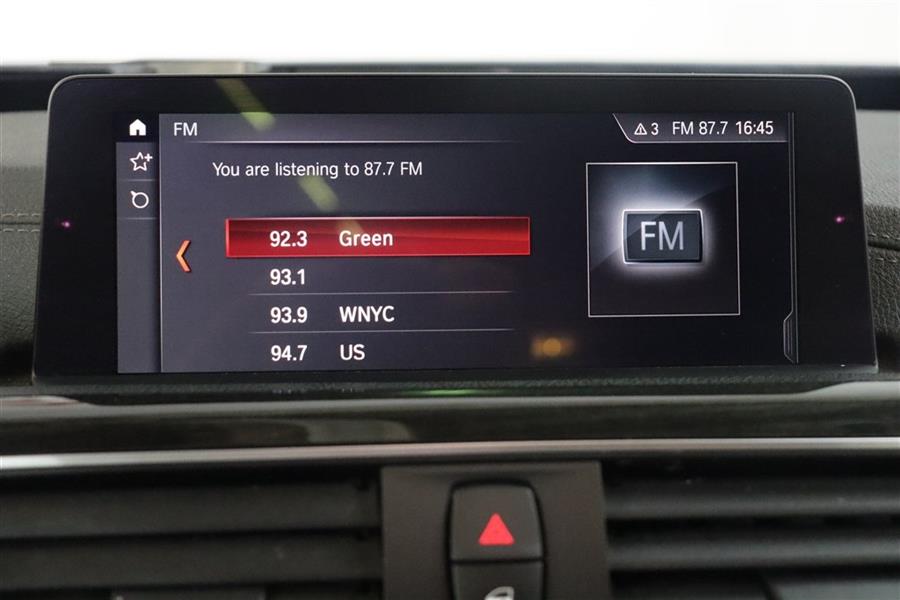 FM
3 FM 87.7 16:45
You are listening to 87.7 FM
92.3 Green
FM
93.1
93.9 WNYC
94.7 US